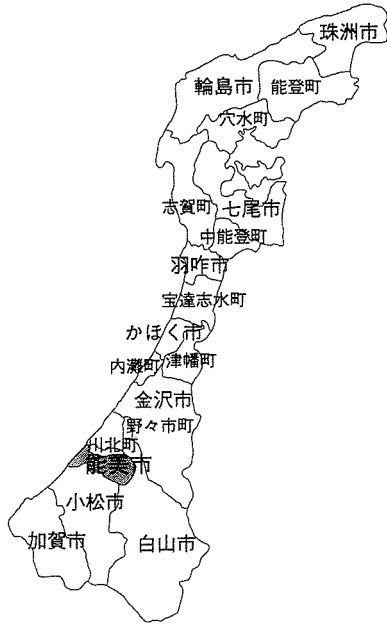 珠洲市
輪島市
能登町
穴水町
志賀町
七尾市
中能登町
羽咋市
宝達志水町
かほく市
内灘町
津幡町
金沢市
野々市町
川北町
能美市
小松市
加賀市
白山市